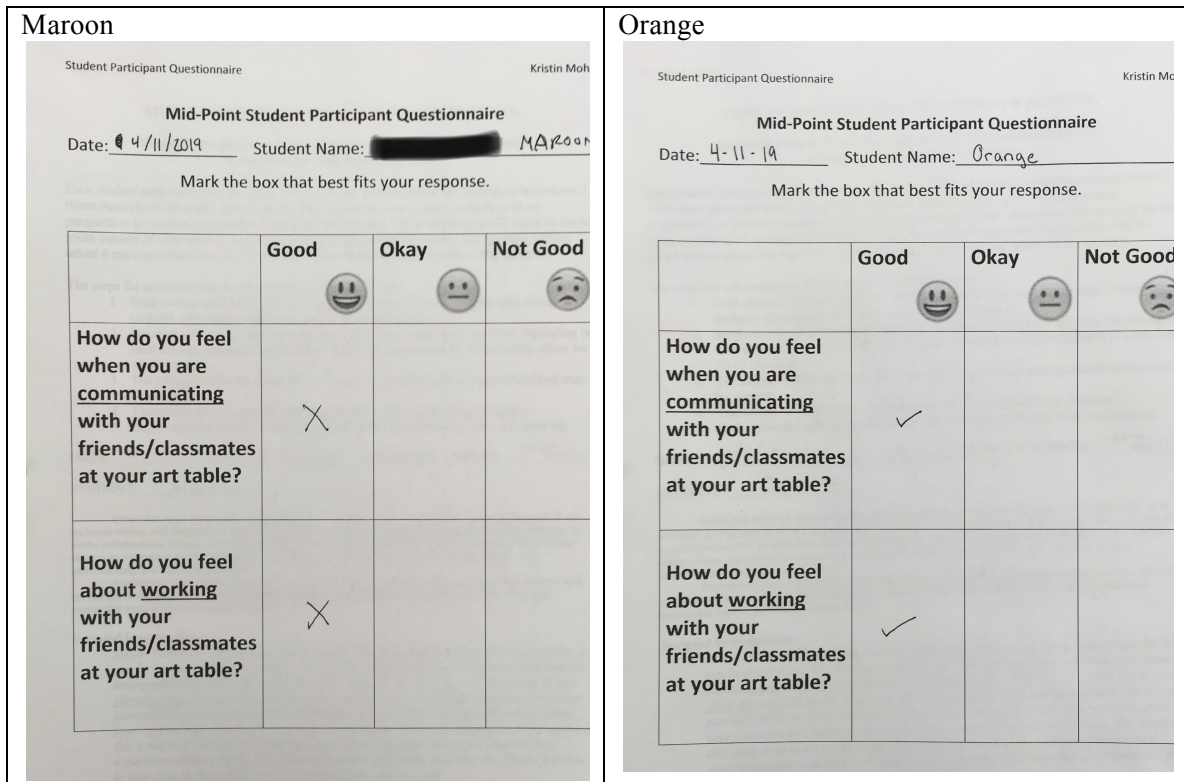 Maroon
Student Participant Questionnaire Kristin Moh
Mid-Point Student Participant Questionnaire
Date: 4/11/2019 Student Name: MAROON
Mark the box that best fits your response.
Good Okay Not Good
How do you feel
when you are
communicating
with your
friends/classmates
at your art table?
X
How do you feel
about working
with your
friends/classmates
at your art table?
X
Orange
Student Participant Questionnaire Kristin Mo
Mid-Point Student Participant Questionnaire
Date: 4-11-19 Student Name: Orange
Mark the box that best fits your response.
Good Okay Not Good
How do you feel
when you are
communicating
with your
friends/classmates
at your art table?
✓
How do you feel
about working
with your
friends/classmates
at your art table?
✓